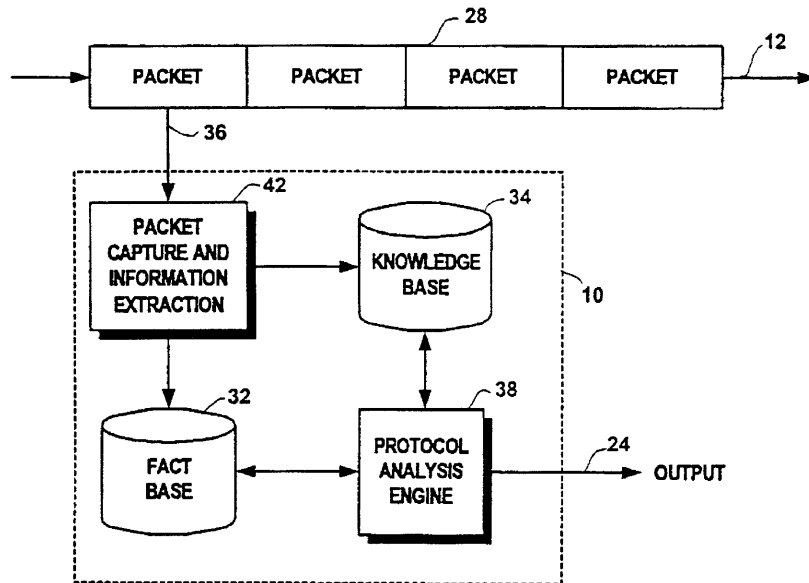 28
12
PACKET PACKET PACKET PACKET
36
42
PACKET
CAPTURE AND
INFORMATION
EXTRACTION
34
KNOWLEDGE
BASE
10
32
FACT
BASE
38
PROTOCOL
ANALYSIS
ENGINE
24
OUTPUT